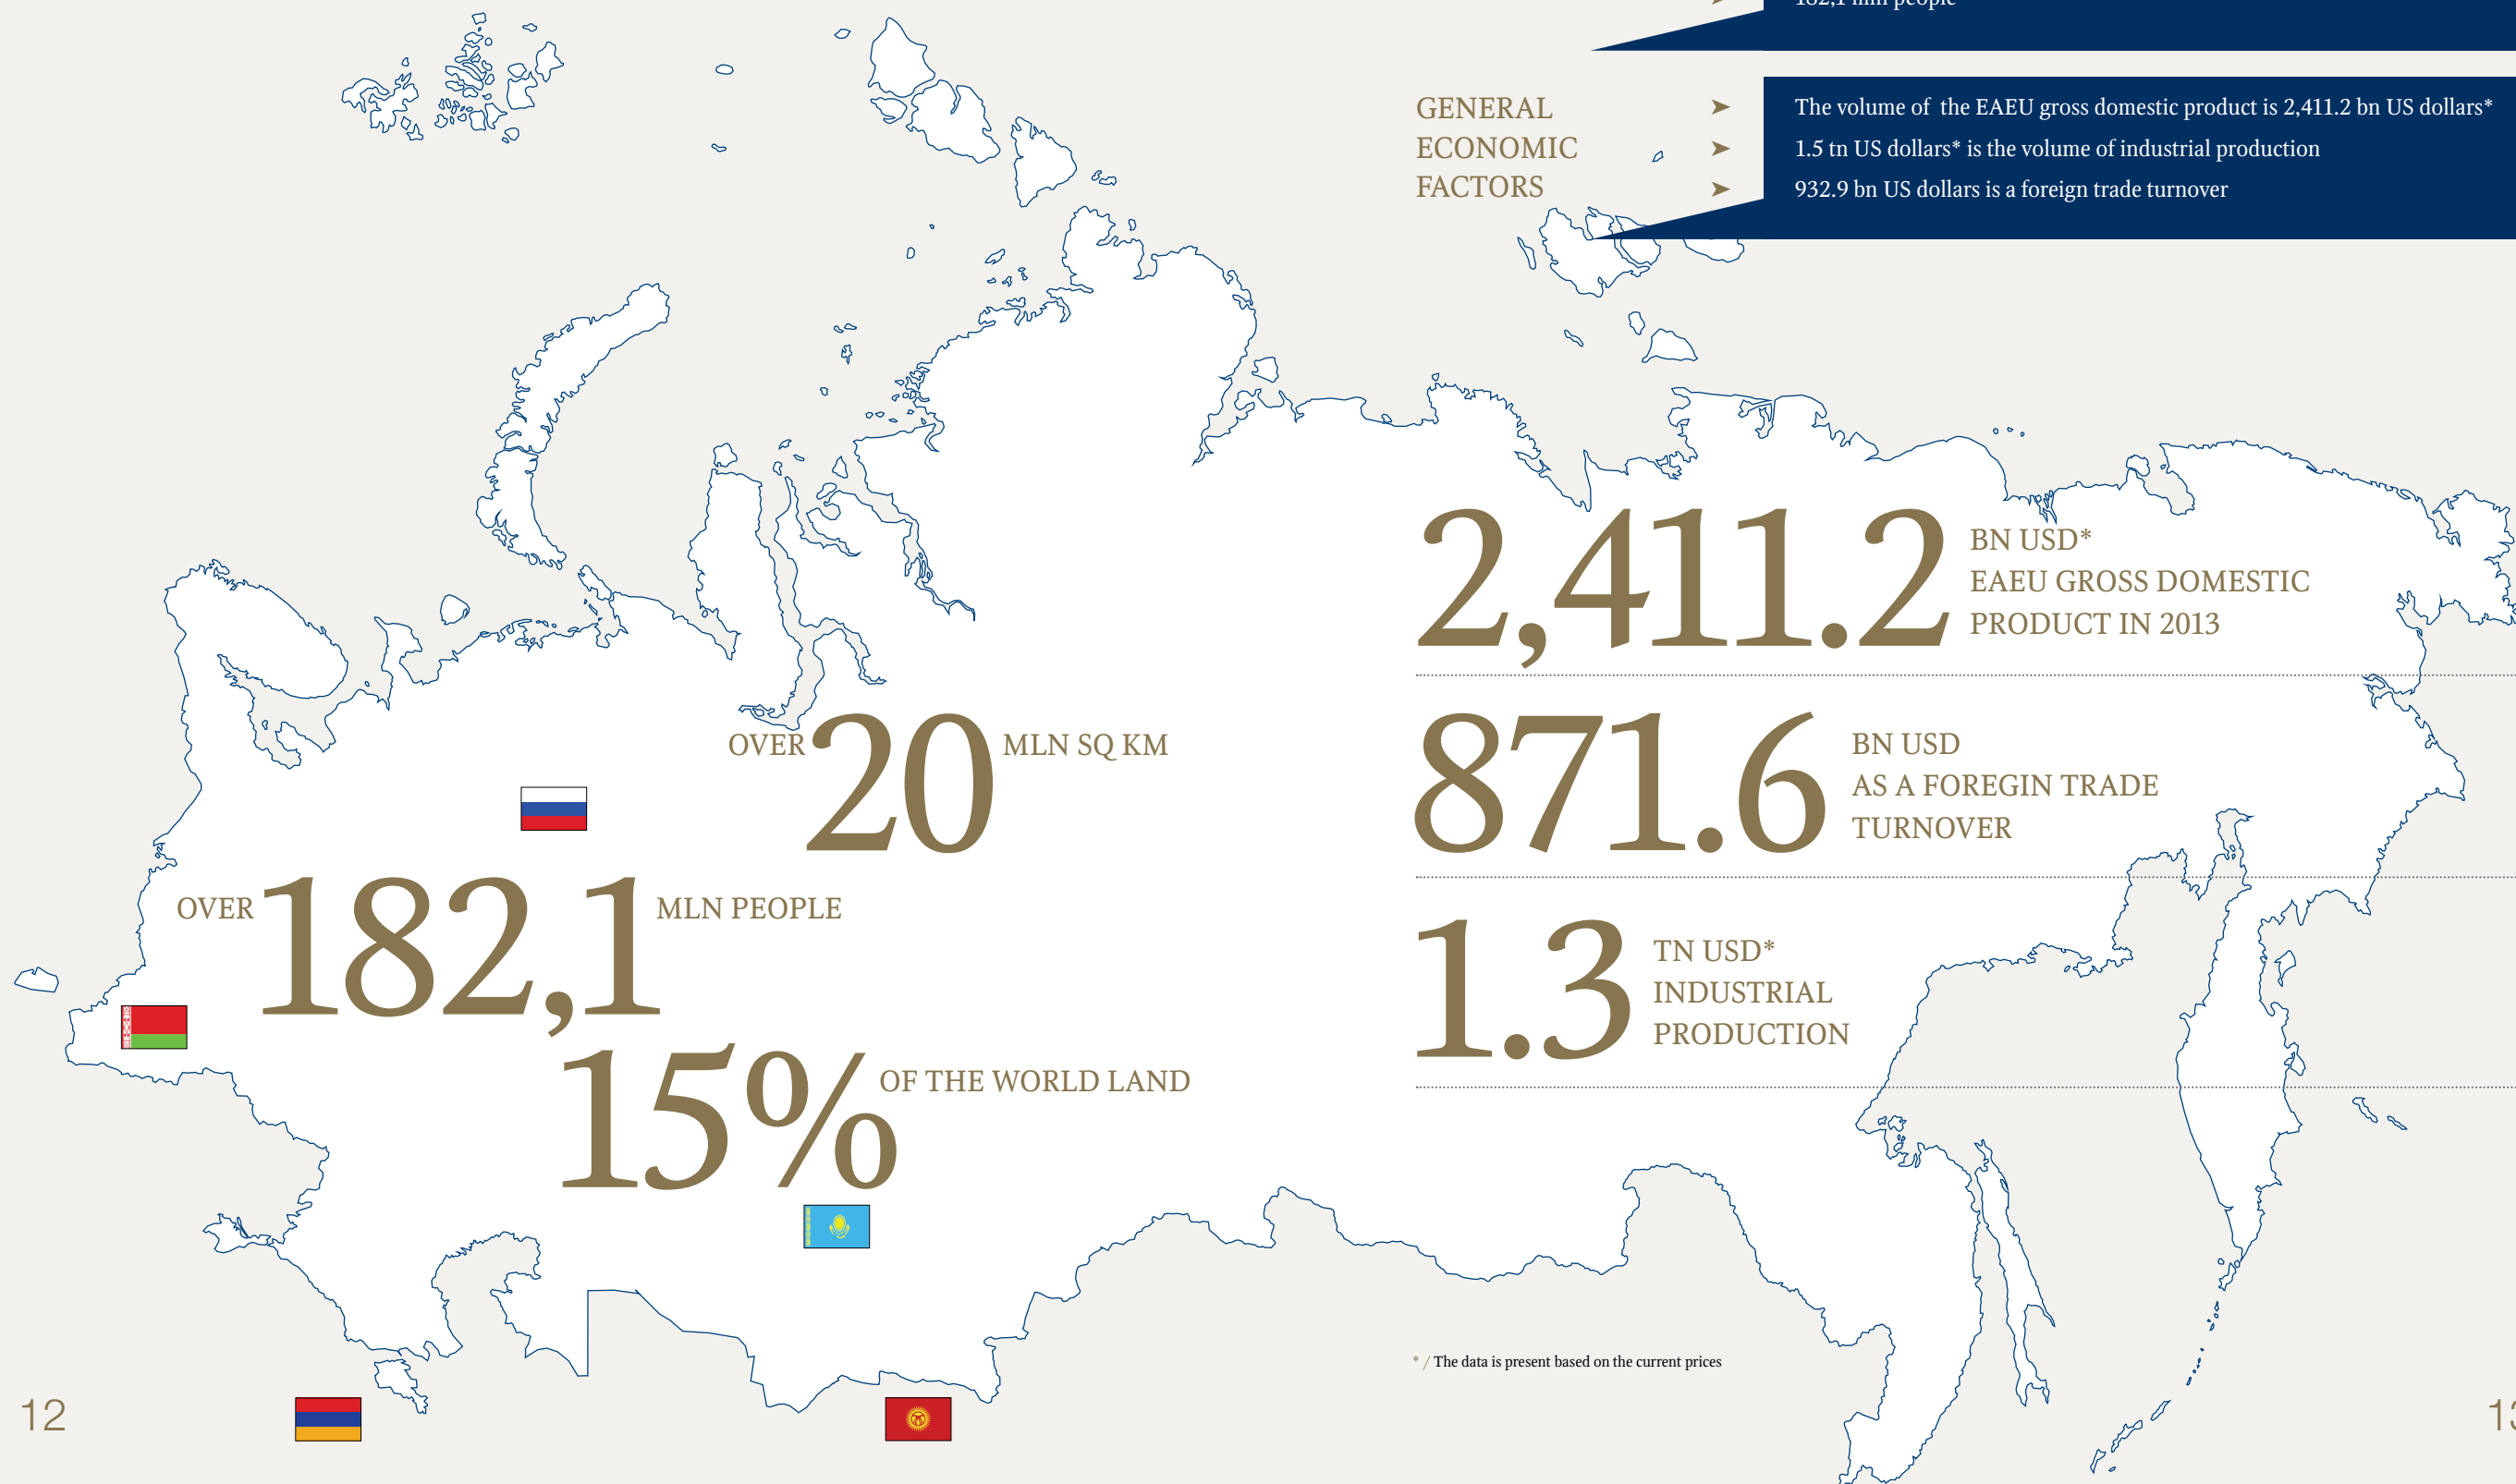 182,1 mln people
GENERAL
ECONOMIC
FACTORS
➤ The volume of the EAEU gross domestic product is 2,411.2 bn US dollars*
➤ 1.5 tn US dollars* is the volume of industrial production
➤ 932.9 bn US dollars is a foreign trade turnover
2,411.2 BN USD*
EAEU GROSS DOMESTIC
PRODUCT IN 2013
OVER 20 MLN SQ KM
871.6 BN USD
AS A FOREGIN TRADE
TURNOVER
OVER 182,1 MLN PEOPLE
1.3 TN USD*
INDUSTRIAL
PRODUCTION
15% OF THE WORLD LAND
* / The data is present based on the current prices
12